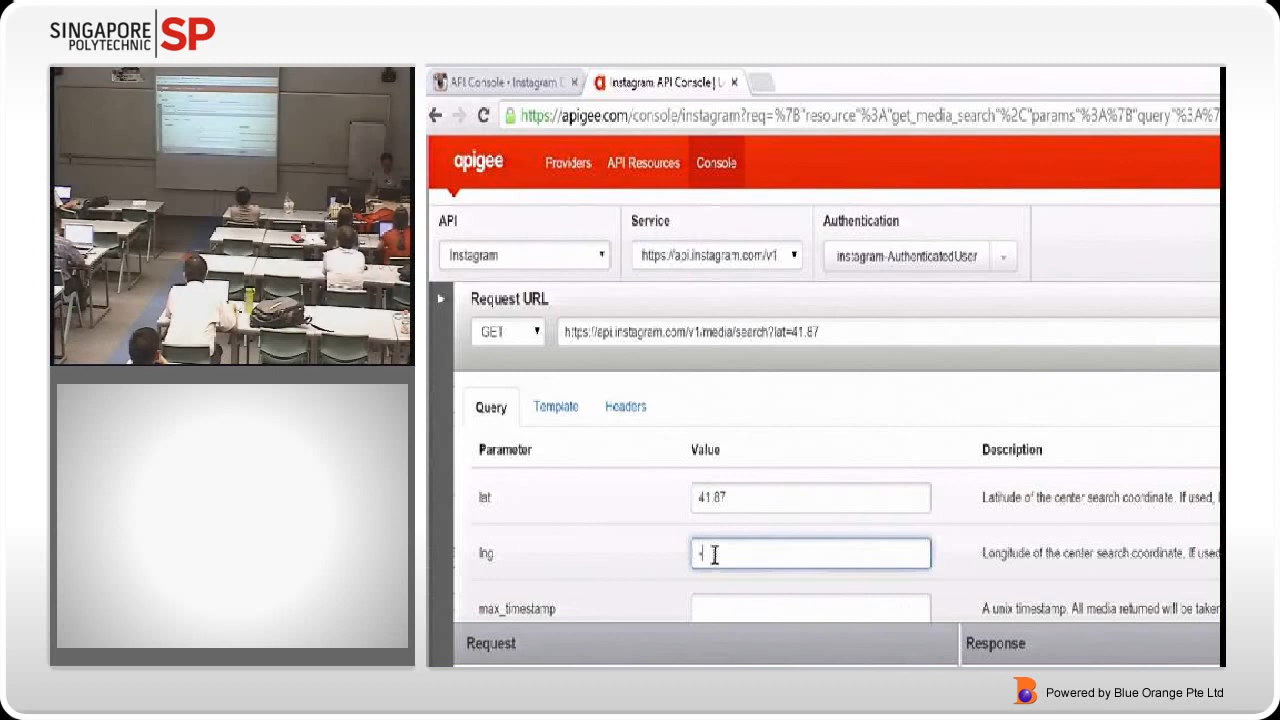 SINGAPORE
POLYTECHNIC
SP
API Console • Instagram
Instagram API Console |
https://apigee.com/console/instagram?req=%7B"resource"%3A"get_media_search"%2C"params"%3A%7B"query"%3A%7
apigee
Providers
API Resources
Console
API
Service
Authentication
Instagram
https://api.instagram.com/v1
instagram-AuthenticatedUser
Request URL
GET
https://api.instagram.com/v1/media/search?lat=41.87
Query
Template
Headers
Parameter
Value
Description
lat
41.87
Latitude of the center search coordinate. If used,
lng
-
Longitude of the center search coordinate. If used
max_timestamp
A unix timestamp. All media returned will be taken
Request
Response
Powered by Blue Orange Pte Ltd